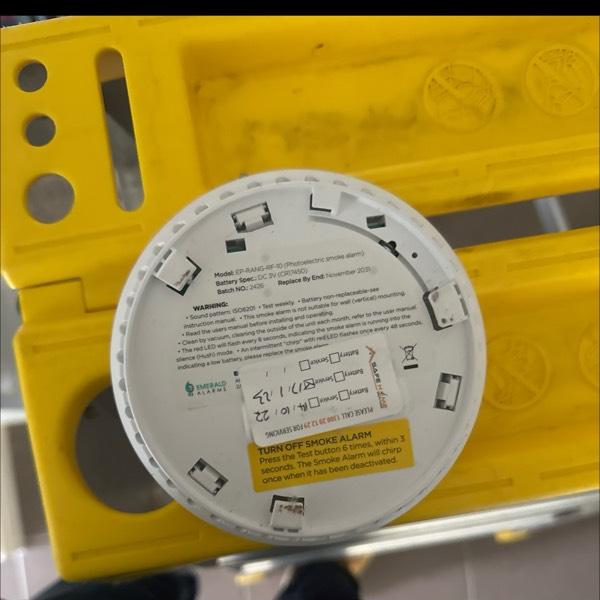 Model: EP-RANG-RF-10 (Photoelectric smoke alarm)
Battery Spec.: DC 3V (CR17450)
Batch NO.: 2426 Replace By End: November 2031
WARNING:
• Sound pattern: ISO8201 • Test weekly. • Battery non-replaceable-see
instruction manual. • This smoke alarm is not suitable for wall (vertical) mounting.
• Read the users manual before installing and operating.
• Clean by vacuum, cleaning the outside of the unit each month, refer to the user manual.
• The red LED will flash every 8 seconds, indicating the smoke alarm is running into the
silence (Hush) mode. • An intermittent "chirp" with red LED flashes once every 48 seconds.
indicating a low battery, please replace the smoke alarm
EMERALD
ALARMS
SAFE HOME
Battery Service
Battery Service 17, 1, 23
Battery Service 14, 10, 22
PLEASE CALL 1300 20 12 29 FOR SERVICING
TURN OFF SMOKE ALARM
Press the Test button 6 times, within 3
seconds. The Smoke Alarm will chirp
once when it has been deactivated.